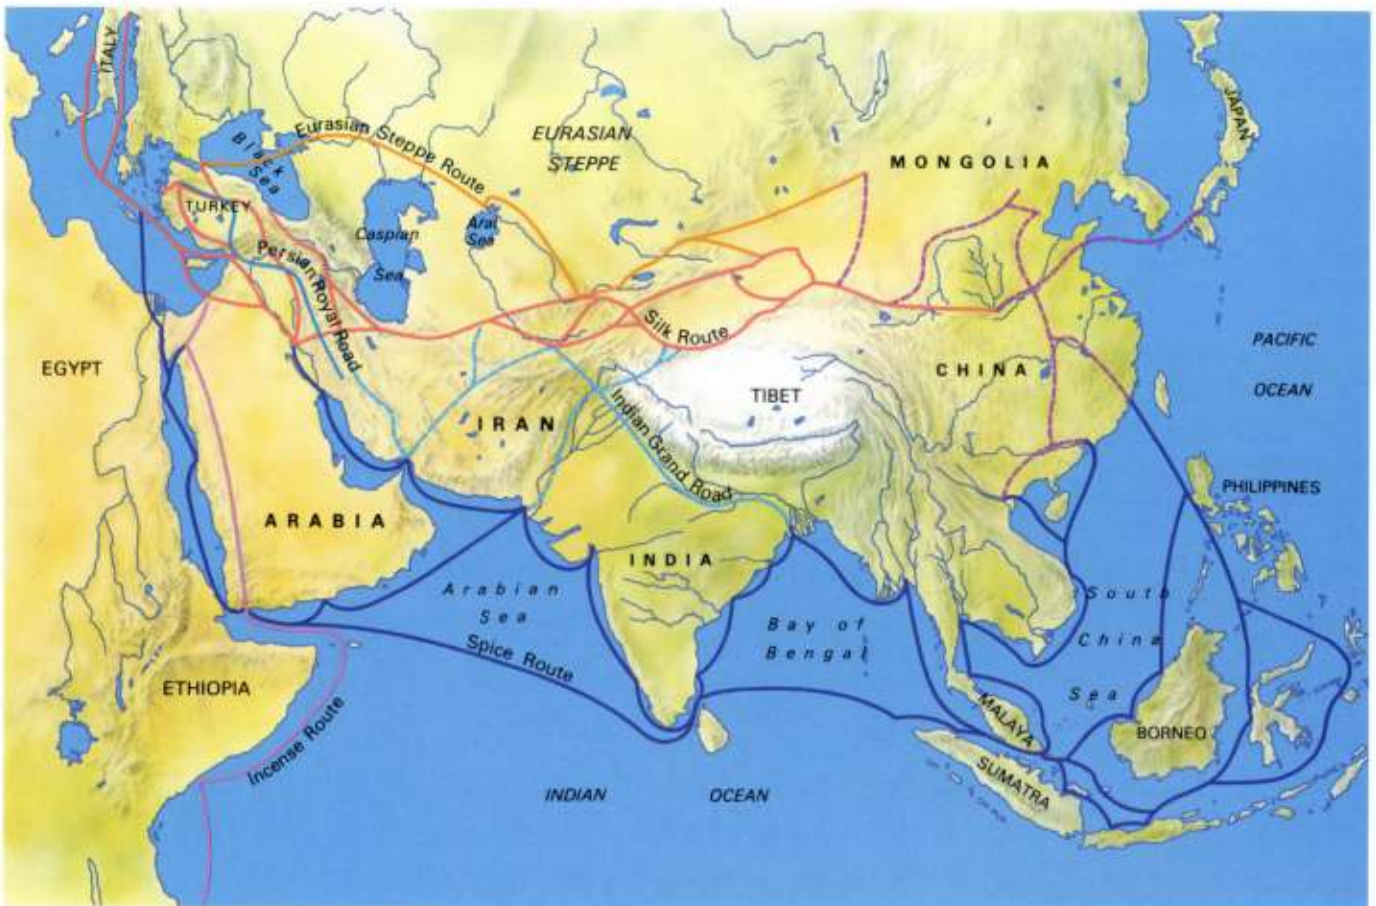 ITALY
JAPAN
Eurasian Steppe Route
EURASIAN
STEPPE
Black
Sea
MONGOLIA
TURKEY
Aral
Sea
Caspian
Sea
Persian Royal Road
Silk Route
PACIFIC
OCEAN
EGYPT
CHINA
TIBET
IRAN
Indian Grand Road
PHILIPPINES
ARABIA
INDIA
Arabian
Sea
South
China
Sea
Bay of
Bengal
Spice Route
ETHIOPIA
MALAYA
BORNEO
Incense Route
SUMATRA
INDIAN OCEAN